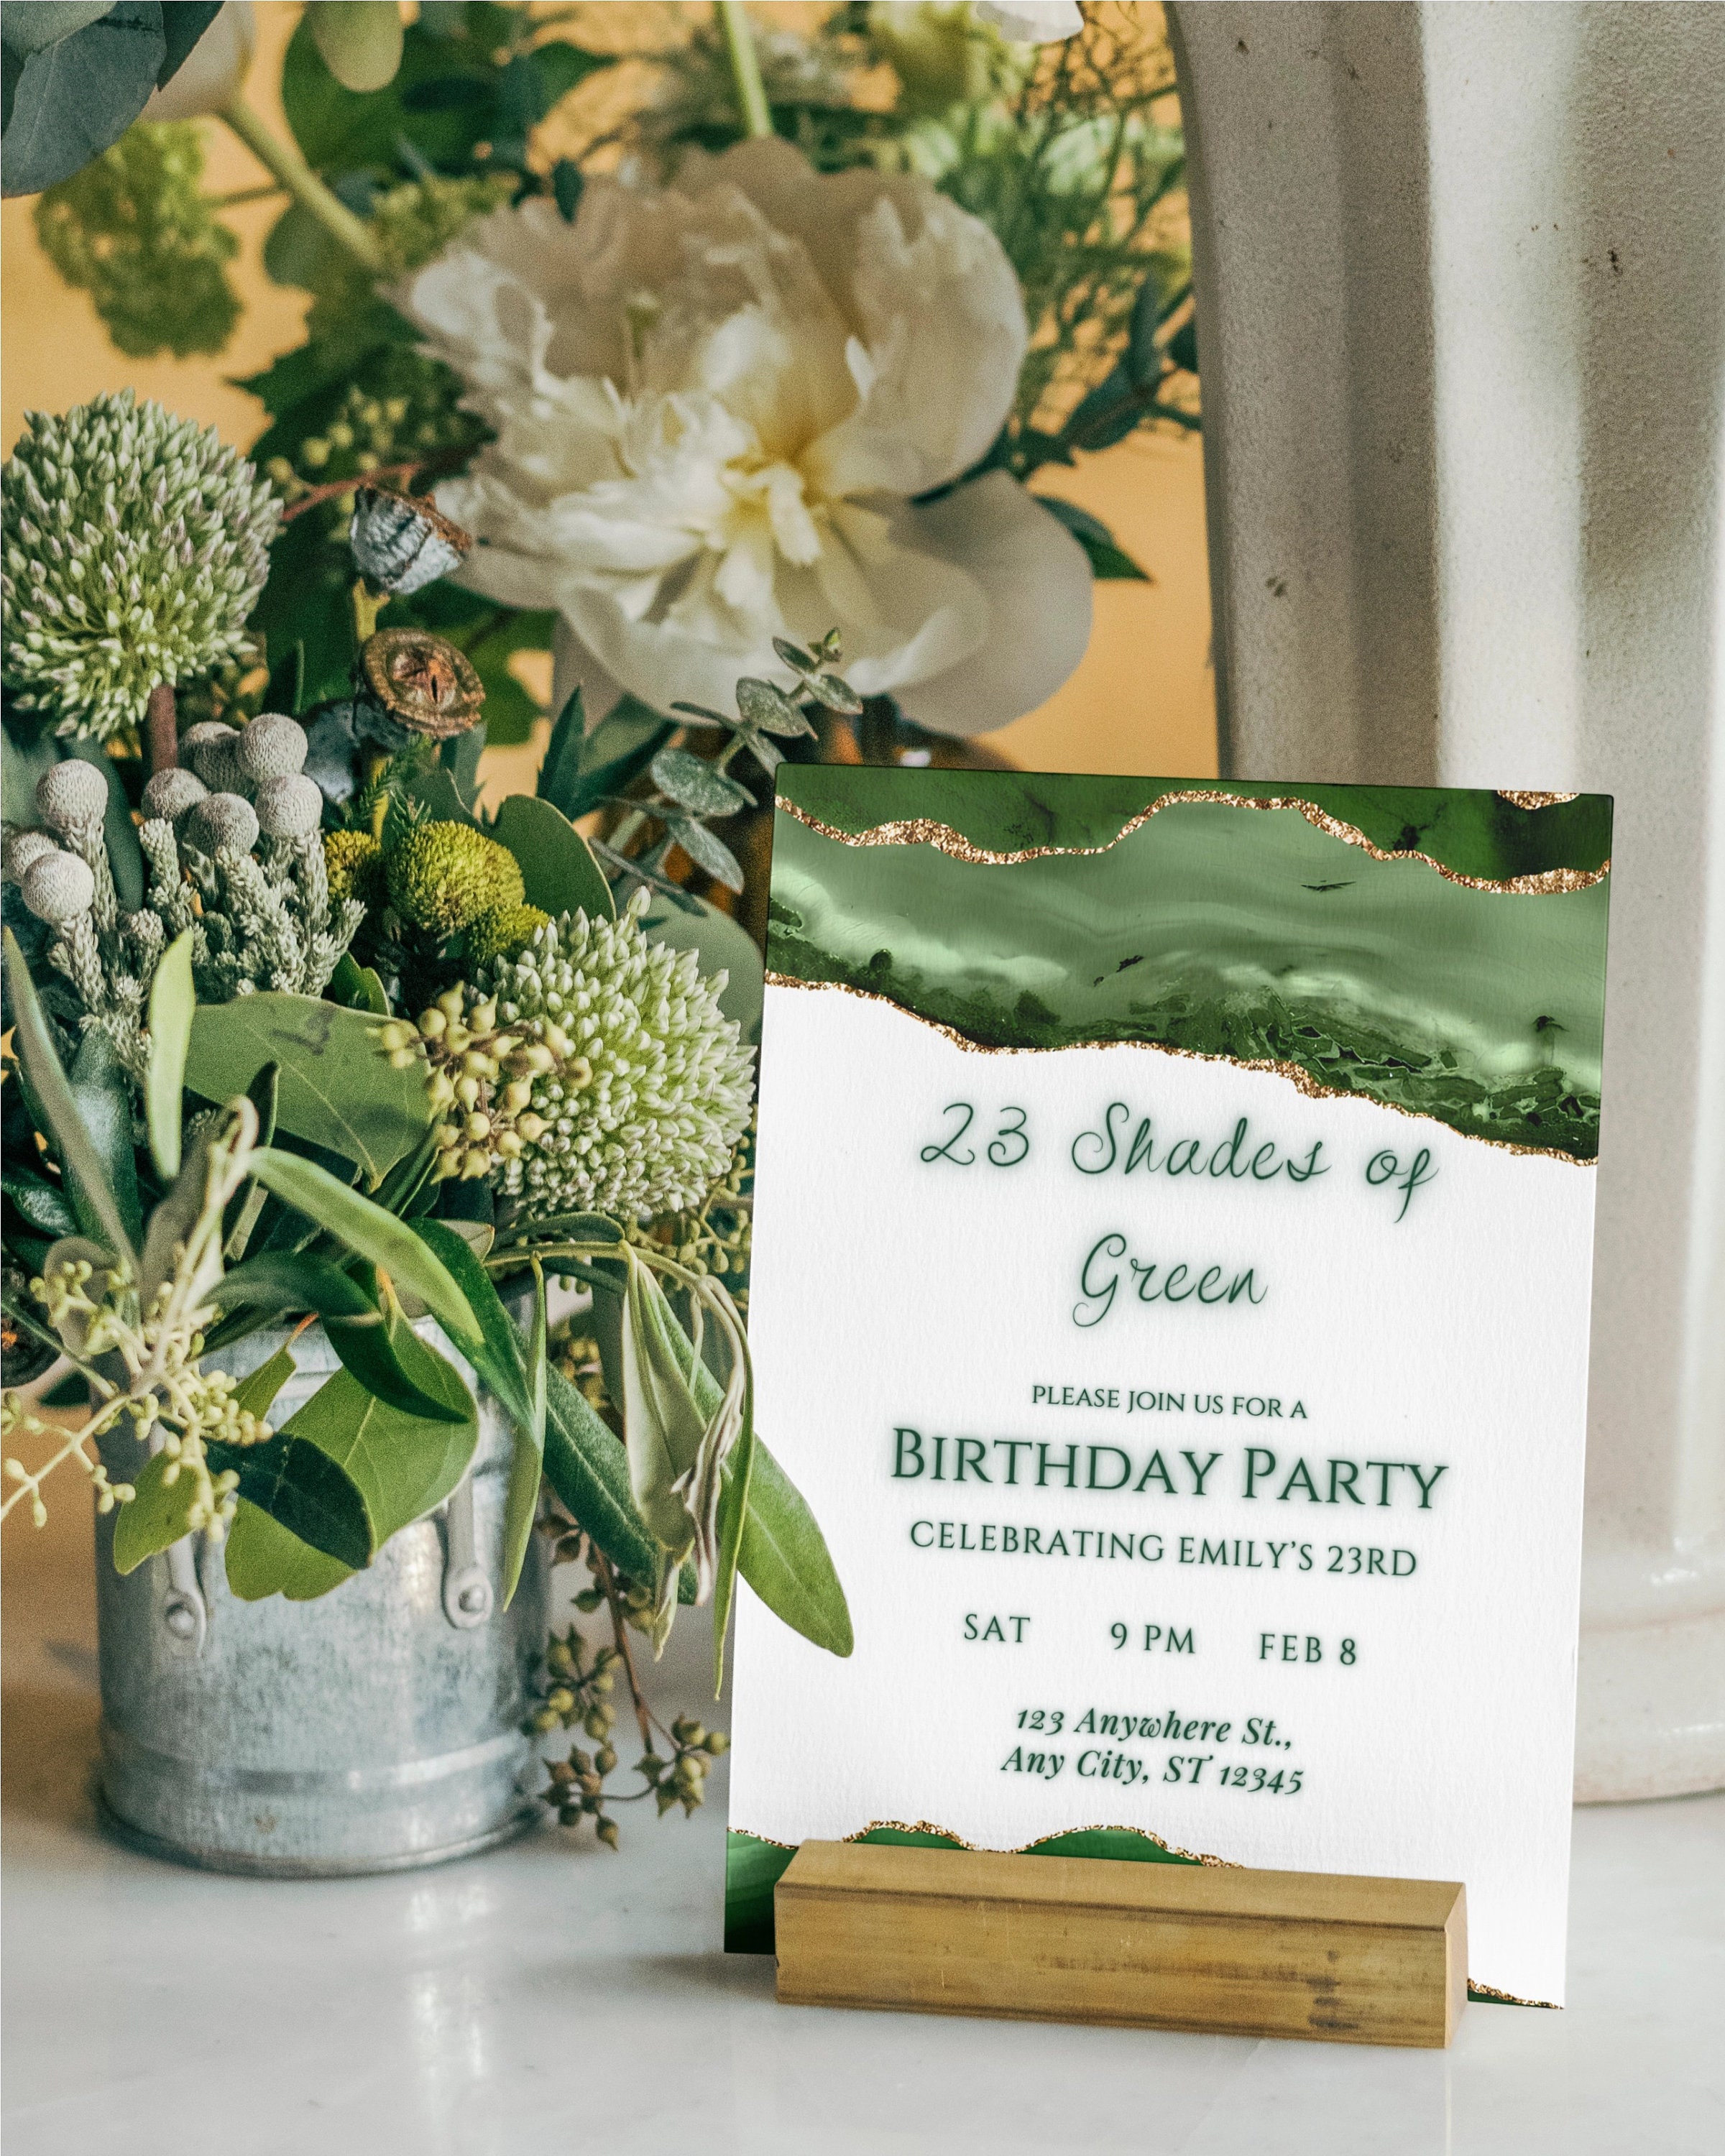 23 Shades of
Green
PLEASE JOIN US FOR A
BIRTHDAY PARTY
CELEBRATING EMILY'S 23RD
SAT 9 PM FEB 8
123 Anywhere St.,
Any City, ST 12345